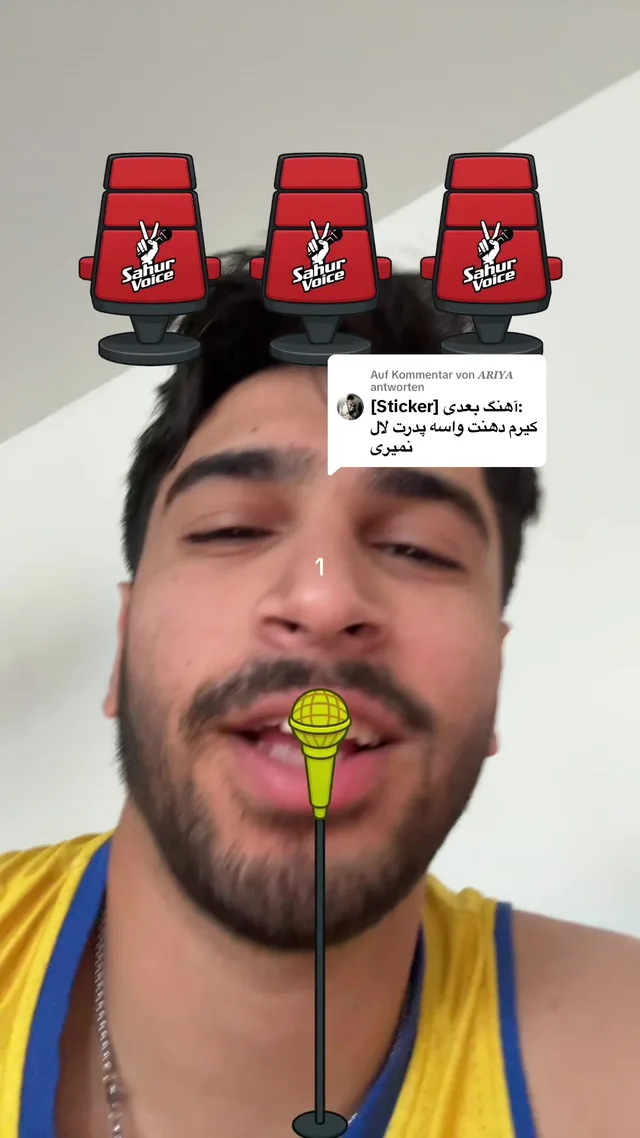 Sahur
Voice
Sahur
Voice
Sahur
Voice
Auf Kommentar von ARIYA
antworten
[Sticker] آهنگ بعدی:
کیرم دهنت واسه پدرت لال
نمیری
1